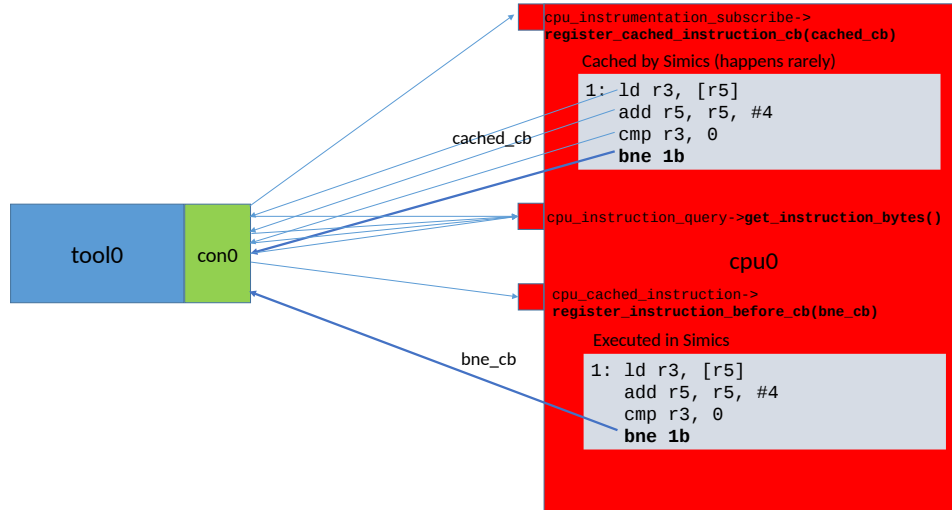 cpu_instrumentation_subscribe->
register_cached_instruction_cb(cached_cb)
Cached by Simics (happens rarely)
1: ld r3, [r5]
add r5, r5, #4
cmp r3, 0
bne 1b
cached_cb
cpu_instruction_query->get_instruction_bytes()
tool0
con0
cpu0
cpu_cached_instruction->
register_instruction_before_cb(bne_cb)
Executed in Simics
bne_cb
1: ld r3, [r5]
add r5, r5, #4
cmp r3, 0
bne 1b